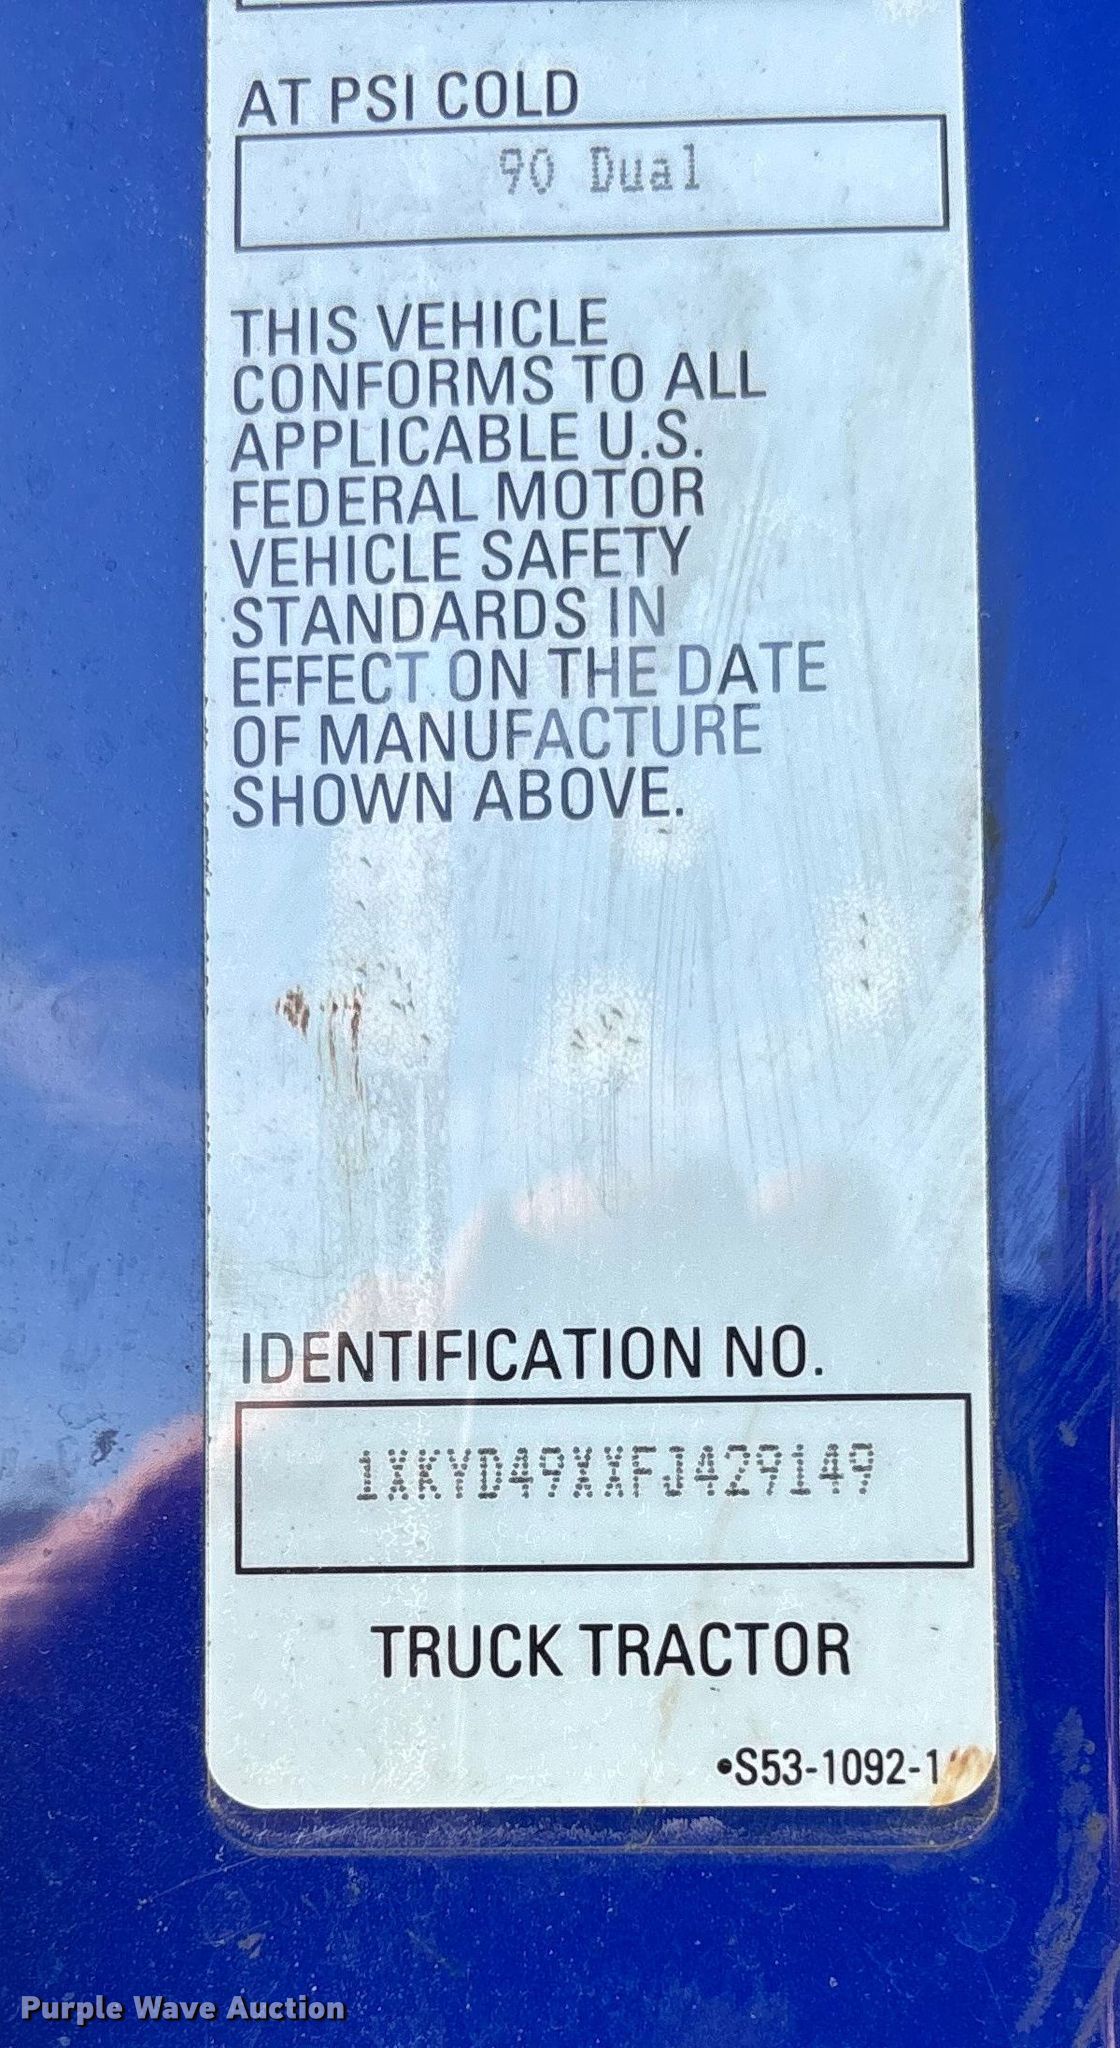 AT PSI COLD
90 Dual
THIS VEHICLE
CONFORMS TO ALL
APPLICABLE U.S.
FEDERAL MOTOR
VEHICLE SAFETY
STANDARDS IN
EFFECT ON THE DATE
OF MANUFACTURE
SHOWN ABOVE.
IDENTIFICATION NO.
1XKYD49XXFJ429149
TRUCK TRACTOR
•S53-1092-1
Purple Wave Auction